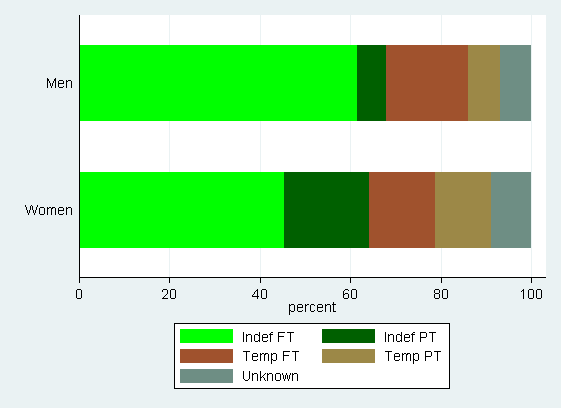 Men
Women
0 20 40 60 80 100
percent
Indef FT Indef PT
Temp FT Temp PT
Unknown